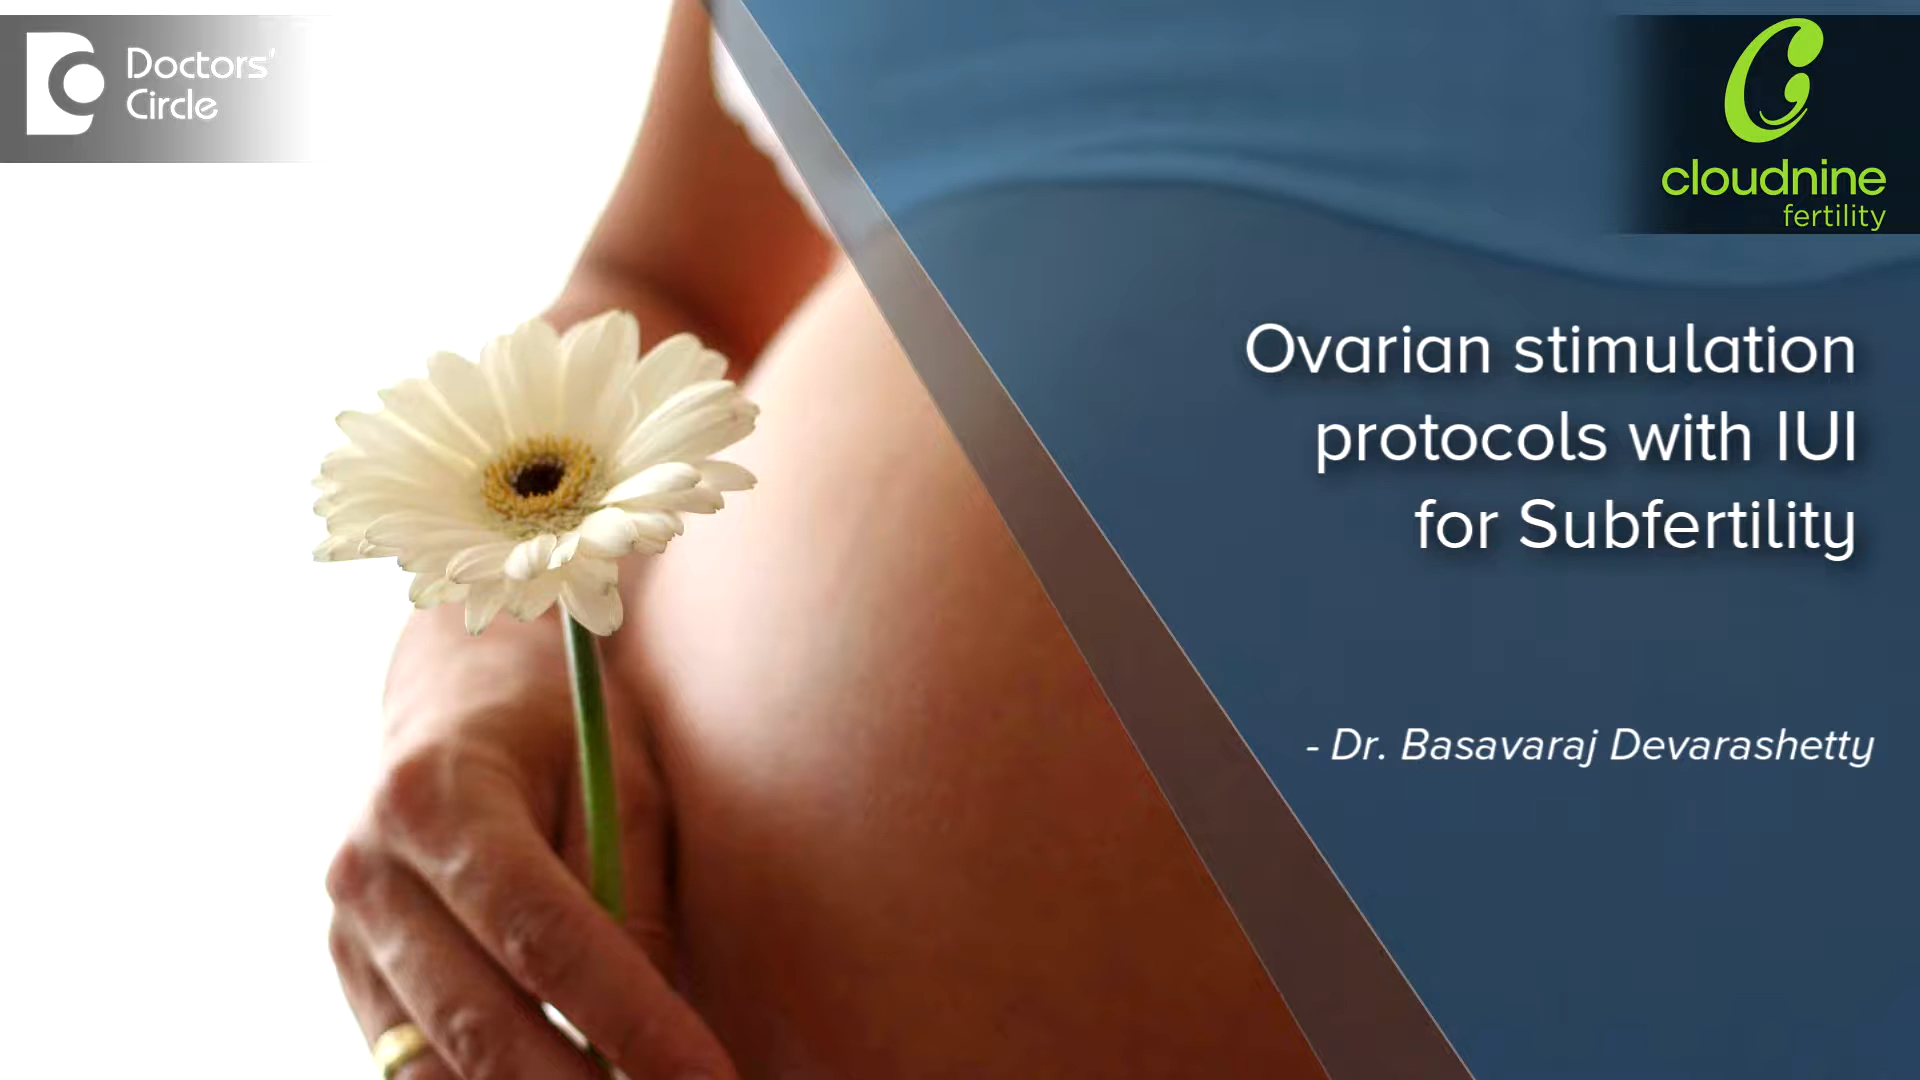 Doctors'
Circle
cloudnine
fertility
Ovarian stimulation
protocols with IUI
for Subfertility
- Dr. Basavaraj Devarashetty